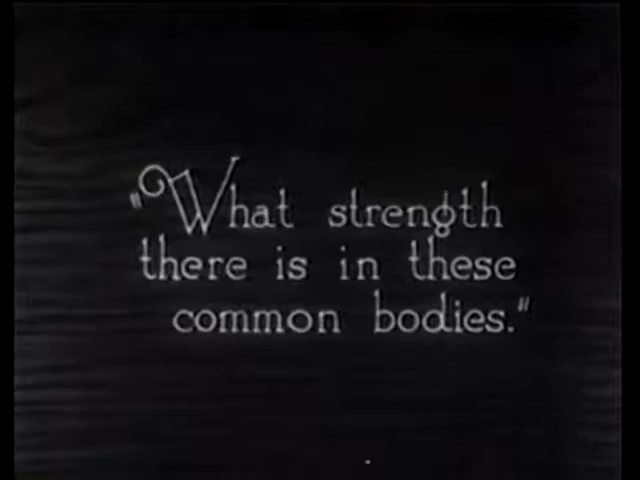 "What strength
there is in these
common bodies."